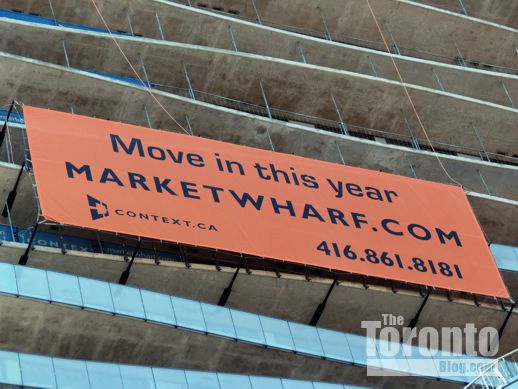 Move in this year
MARKETWHARF.COM
CONTEXT.CA
416.861.8181
The
Toronto
Blog.com